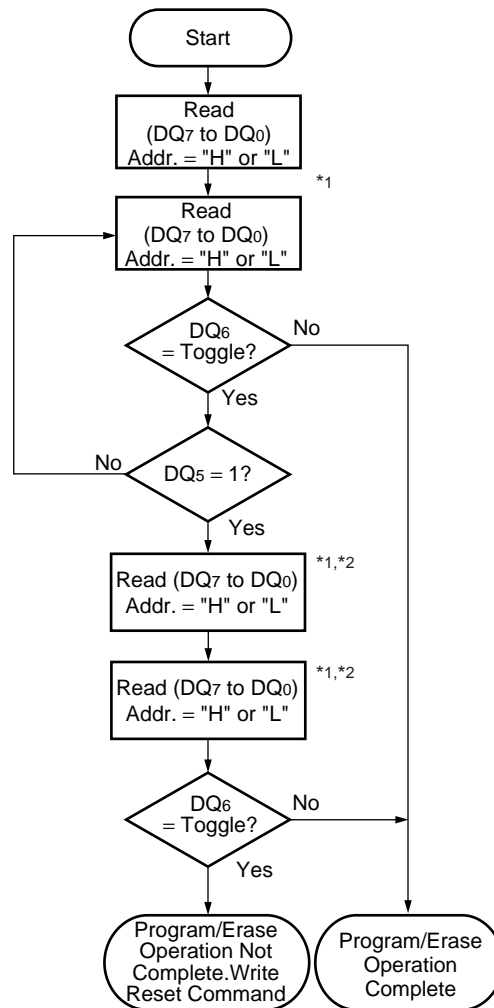 Start
Read
(DQ7 to DQ0)
Addr. = "H" or "L"
*1
Read
(DQ7 to DQ0)
Addr. = "H" or "L"
DQ6
= Toggle?
No
Yes
DQ5 = 1?
No
Yes
*1,*2
Read (DQ7 to DQ0)
Addr. = "H" or "L"
*1,*2
Read (DQ7 to DQ0)
Addr. = "H" or "L"
DQ6
= Toggle?
No
Yes
Program/Erase
Operation Not
Complete.Write
Reset Command
Program/Erase
Operation
Complete